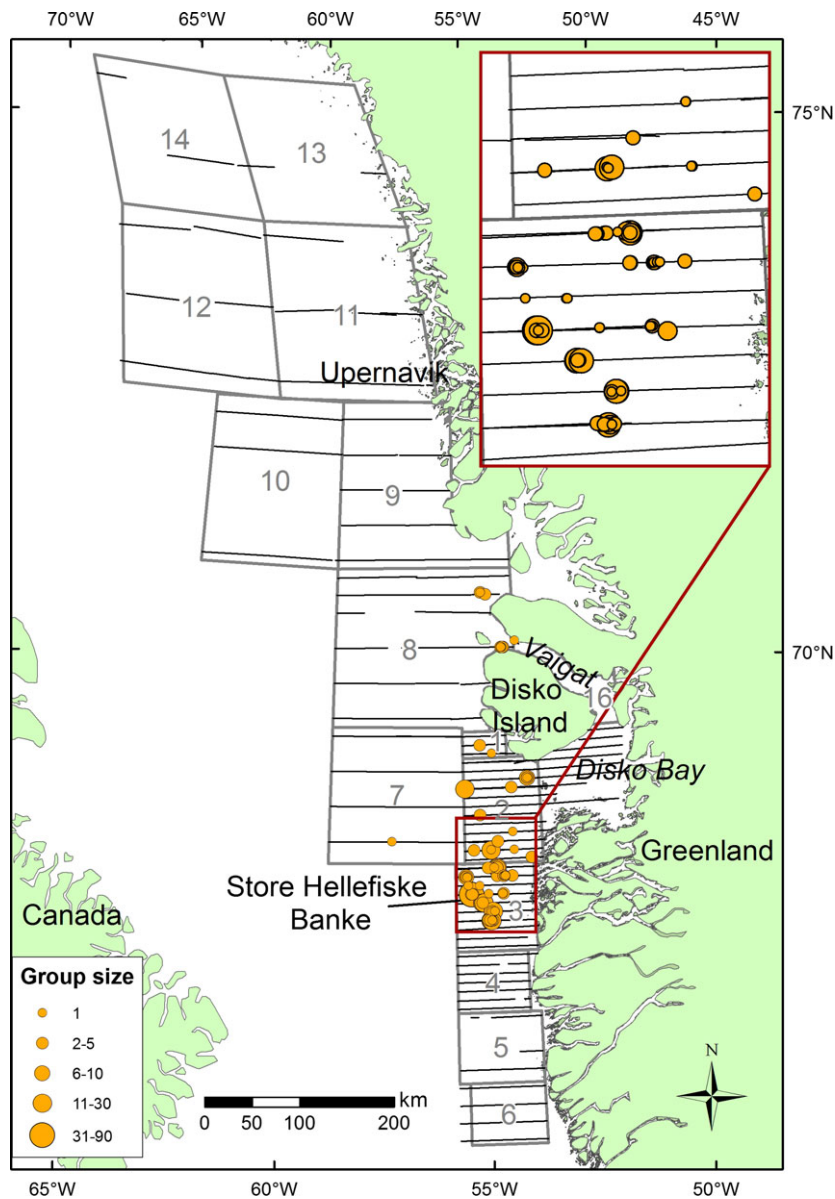 70°W 65°W 60°W 55°W 50°W 45°W
75°N
14
13
12
11
Upernavik
10
9
8
70°N
Vaigat
16
Disko
Island
1
Disko Bay
7
2
Greenland
Store Hellefiske
Banke
3
Canada
4
Group size
1
2-5
6-10
11-30
31-90
5
6
km
0 50 100 200
N
65°W 60°W 55°W 50°W